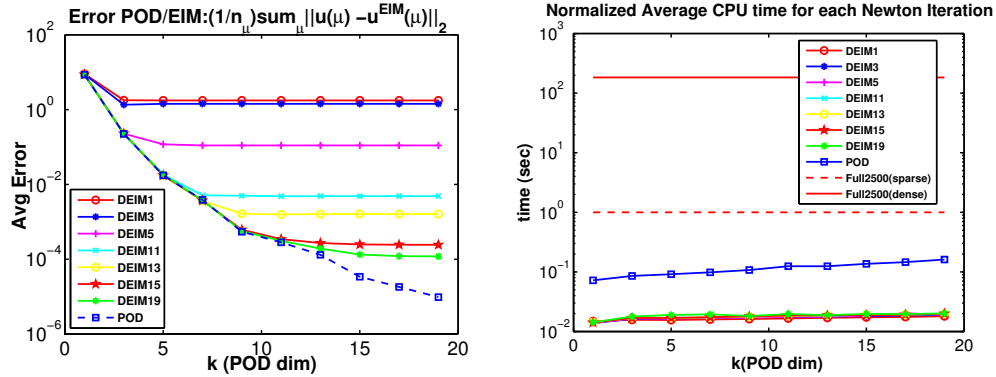 Error POD/EIM:(1/n_μ)sum_μ||u(μ) −u^EIM(μ)||_2
10^2
10^0
10^−2
10^−4
10^−6
Avg Error
DEIM1
DEIM3
DEIM5
DEIM11
DEIM13
DEIM15
DEIM19
POD
0 5 10 15 20
k (POD dim)
Normalized Average CPU time for each Newton Iteration
10^3
10^2
10^1
10^0
10^−1
10^−2
time (sec)
DEIM1
DEIM3
DEIM5
DEIM11
DEIM13
DEIM15
DEIM19
POD
Full2500(sparse)
Full2500(dense)
0 5 10 15 20
k(POD dim)